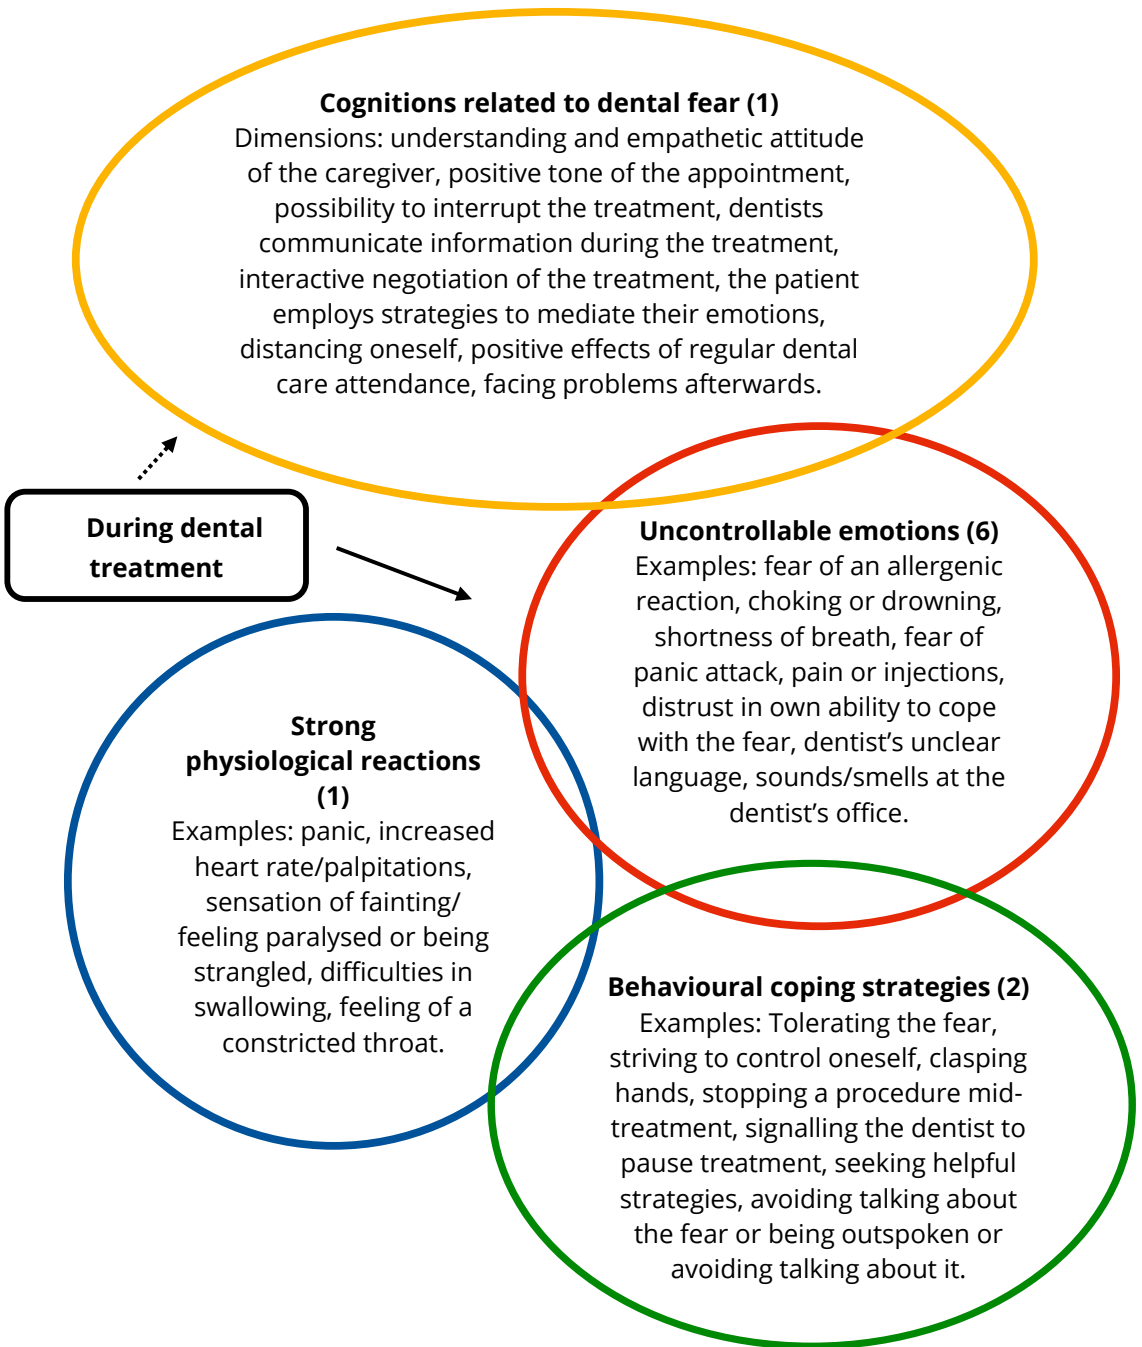 Cognitions related to dental fear (1)
Dimensions: understanding and empathetic attitude
of the caregiver, positive tone of the appointment,
possibility to interrupt the treatment, dentists
communicate information during the treatment,
interactive negotiation of the treatment, the patient
employs strategies to mediate their emotions,
distancing oneself, positive effects of regular dental
care attendance, facing problems afterwards.
During dental
treatment
Uncontrollable emotions (6)
Examples: fear of an allergenic
reaction, choking or drowning,
shortness of breath, fear of
panic attack, pain or injections,
distrust in own ability to cope
with the fear, dentist’s unclear
language, sounds/smells at the
dentist’s office.
Strong
physiological reactions
(1)
Examples: panic, increased
heart rate/palpitations,
sensation of fainting/
feeling paralysed or being
strangled, difficulties in
swallowing, feeling of a
constricted throat.
Behavioural coping strategies (2)
Examples: Tolerating the fear,
striving to control oneself, clasping
hands, stopping a procedure mid-
treatment, signalling the dentist to
pause treatment, seeking helpful
strategies, avoiding talking about
the fear or being outspoken or
avoiding talking about it.